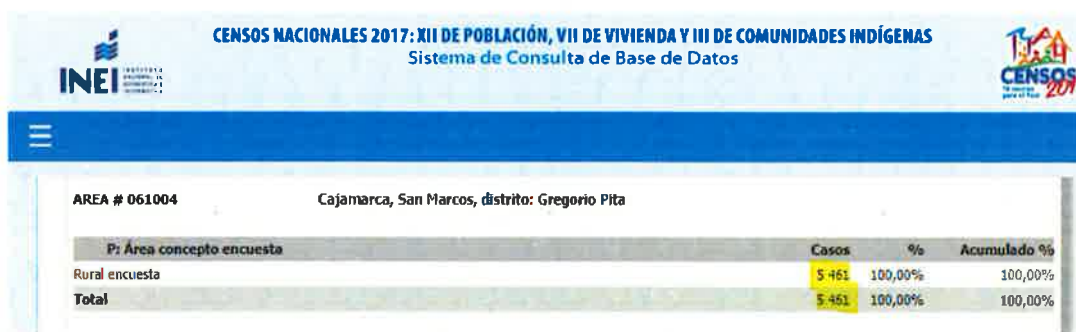 CENSOS NACIONALES 2017: XII DE POBLACIÓN, VII DE VIVIENDA Y III DE COMUNIDADES INDÍGENAS
Sistema de Consulta de Base de Datos
INEI
CENSOS
AREA # 061004 Cajamarca, San Marcos, distrito: Gregorio Pita
P: Área concepto encuesta Casos % Acumulado %
Rural encuesta 5 461 100,00% 100,00%
Total 5 461 100,00% 100,00%